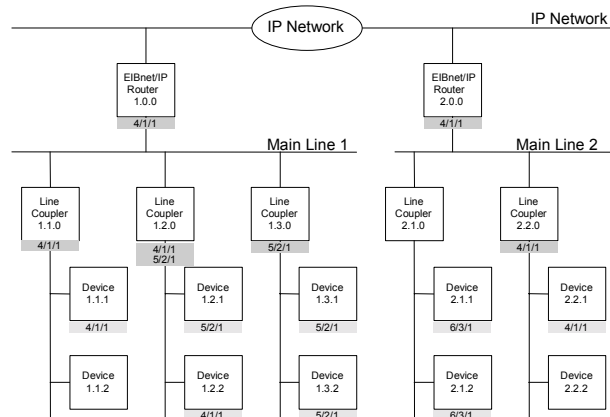 IP Network
IP Network
EIBnet/IP
Router
1.0.0
4/1/1
EIBnet/IP
Router
2.0.0
4/1/1
Main Line 1
Main Line 2
Line
Coupler
1.1.0
4/1/1
Line
Coupler
1.2.0
4/1/1
5/2/1
Line
Coupler
1.3.0
5/2/1
Line
Coupler
2.1.0
Line
Coupler
2.2.0
4/1/1
Device
1.1.1
4/1/1
Device
1.2.1
5/2/1
Device
1.3.1
5/2/1
Device
2.1.1
6/3/1
Device
2.2.1
4/1/1
Device
1.1.2
Device
1.2.2
4/1/1
Device
1.3.2
5/2/1
Device
2.1.2
6/3/1
Device
2.2.2